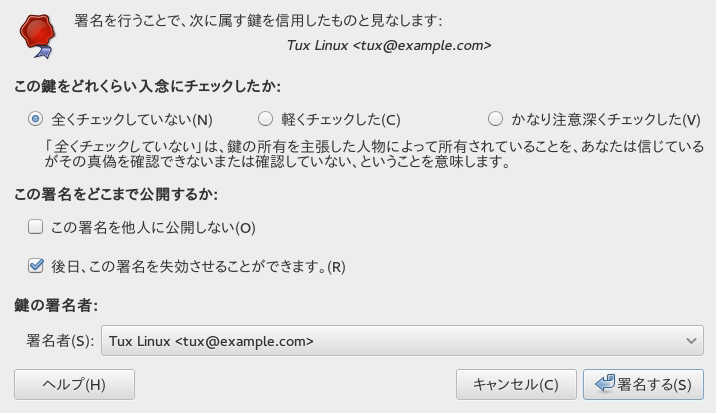 署名を行うことで、次に属す鍵を信用したものと見なします:
Tux Linux <tux@example.com>
この鍵をどれくらい入念にチェックしたか:
全くチェックしていない(N) 軽くチェックした(C) かなり注意深くチェックした(V)
「全くチェックしていない」は、鍵の所有を主張した人物によって所有されていることを、あなたは信じている
がその真偽を確認できないまたは確認していない、ということを意味します。
この署名をどこまで公開するか:
この署名を他人に公開しない(O)
後日、この署名を失効させることができます。(R)
鍵の署名者:
署名者(S): Tux Linux <tux@example.com>
ヘルプ(H) キャンセル(C) 署名する(S)